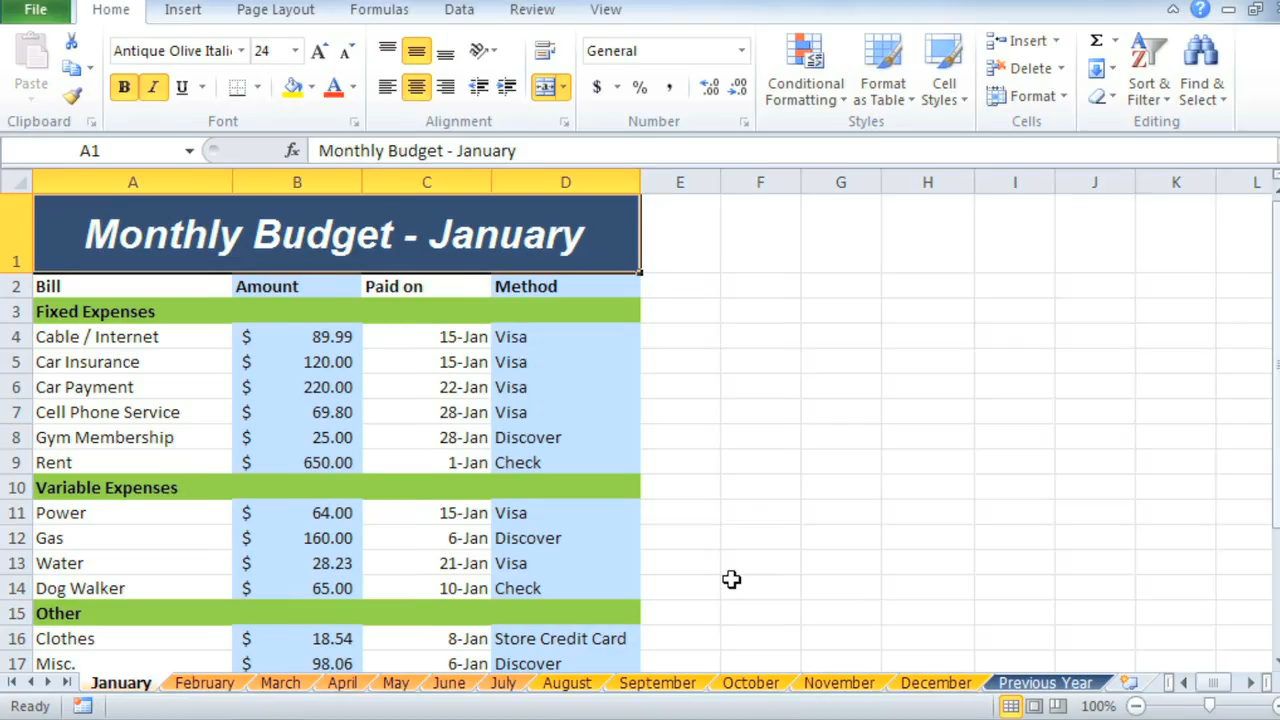 File Home Insert Page Layout Formulas Data Review View
Antique Olive Itali 24 General Insert Σ
Paste Conditional Formatting Format as Table Cell Styles Delete Sort & Filter Find & Select
B I U A $ % , .0 .00 .00 .0 Format
Clipboard Font Alignment Number Styles Cells Editing
A1 fx Monthly Budget - January
A B C D E F G H I J K L
1 Monthly Budget - January
2 Bill Amount Paid on Method
3 Fixed Expenses
4 Cable / Internet $ 89.99 15-Jan Visa
5 Car Insurance $ 120.00 15-Jan Visa
6 Car Payment $ 220.00 22-Jan Visa
7 Cell Phone Service $ 69.80 28-Jan Visa
8 Gym Membership $ 25.00 28-Jan Discover
9 Rent $ 650.00 1-Jan Check
10 Variable Expenses
11 Power $ 64.00 15-Jan Visa
12 Gas $ 160.00 6-Jan Discover
13 Water $ 28.23 21-Jan Visa
14 Dog Walker $ 65.00 10-Jan Check
15 Other
16 Clothes $ 18.54 8-Jan Store Credit Card
17 Misc. $ 98.06 6-Jan Discover
January February March April May June July August September October November December Previous Year
Ready 100%